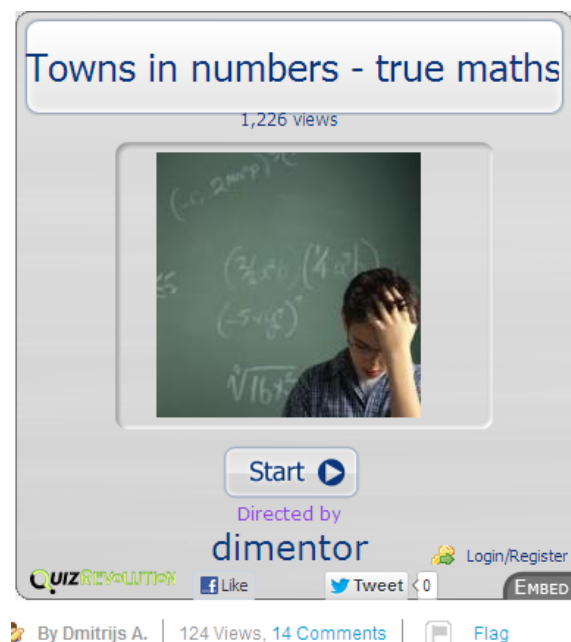 Towns in numbers - true maths
1,226 views
Start
Directed by
dimentor
Login/Register
QUIZREVOLUTION
Like
Tweet
0
EMBED
By Dmitrijs A.
124 Views, 14 Comments
Flag